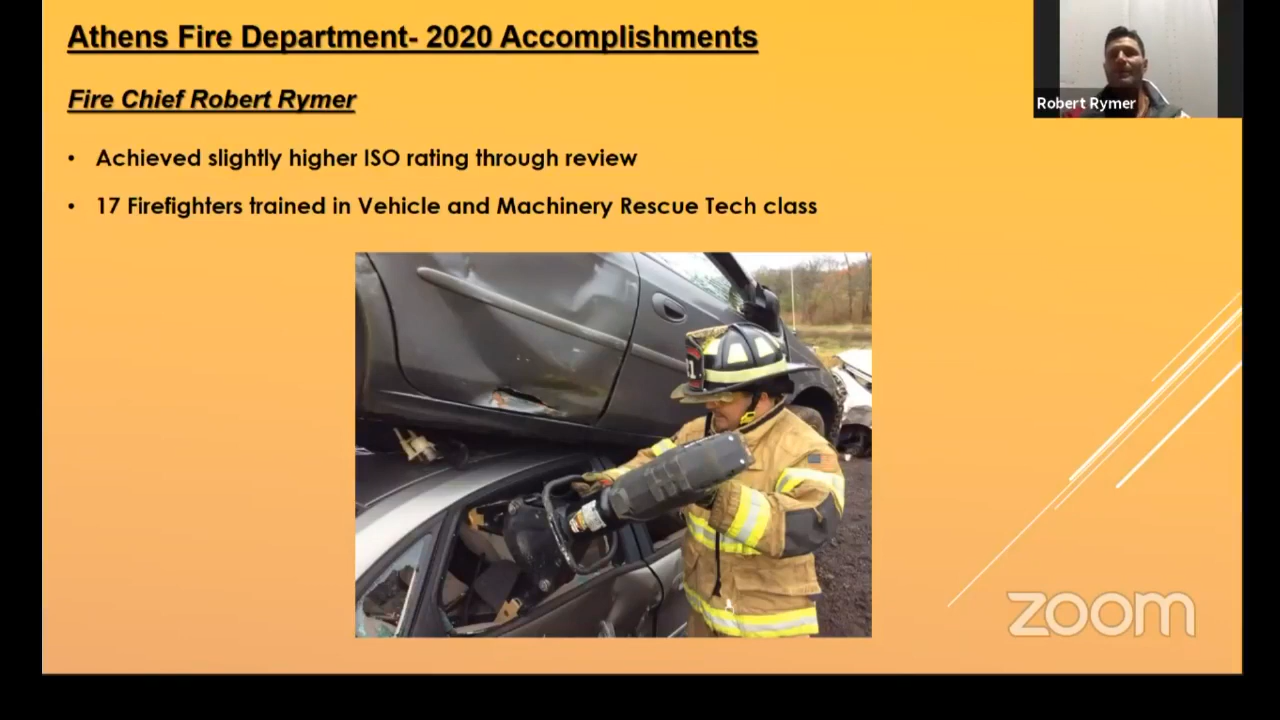 Athens Fire Department- 2020 Accomplishments
Fire Chief Robert Rymer
Robert Rymer
• Achieved slightly higher ISO rating through review
• 17 Firefighters trained in Vehicle and Machinery Rescue Tech class
1
zoom